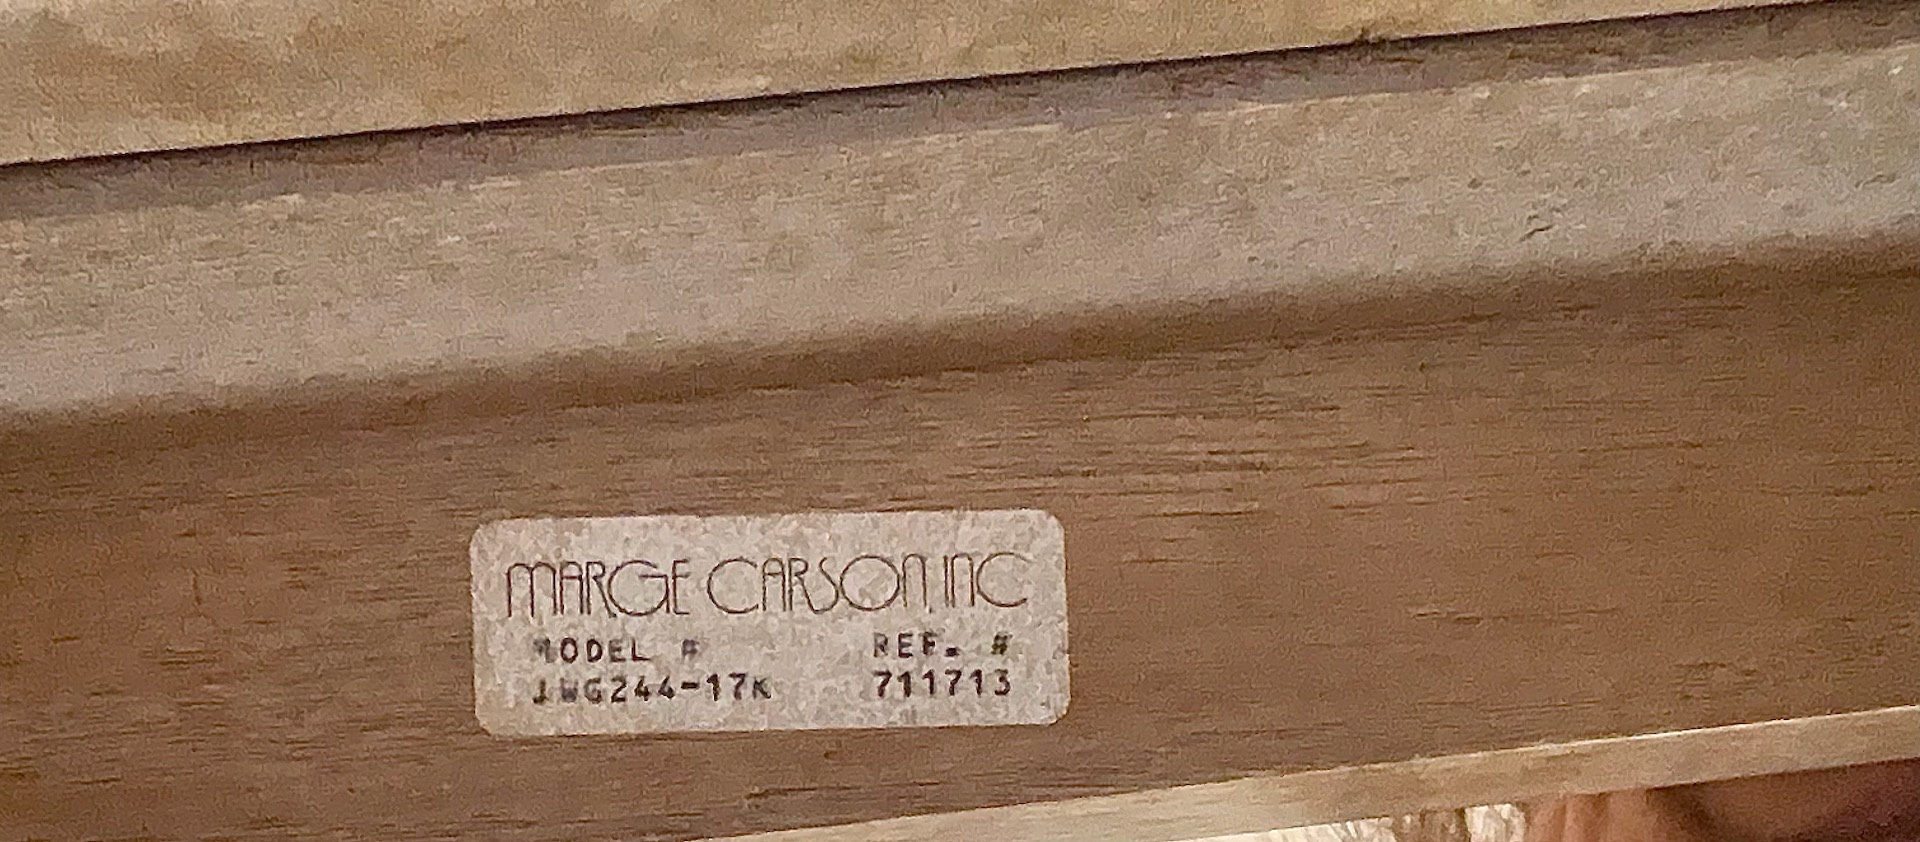 MARGE CARSON INC
MODEL # REF. #
JWG244-17K 711713